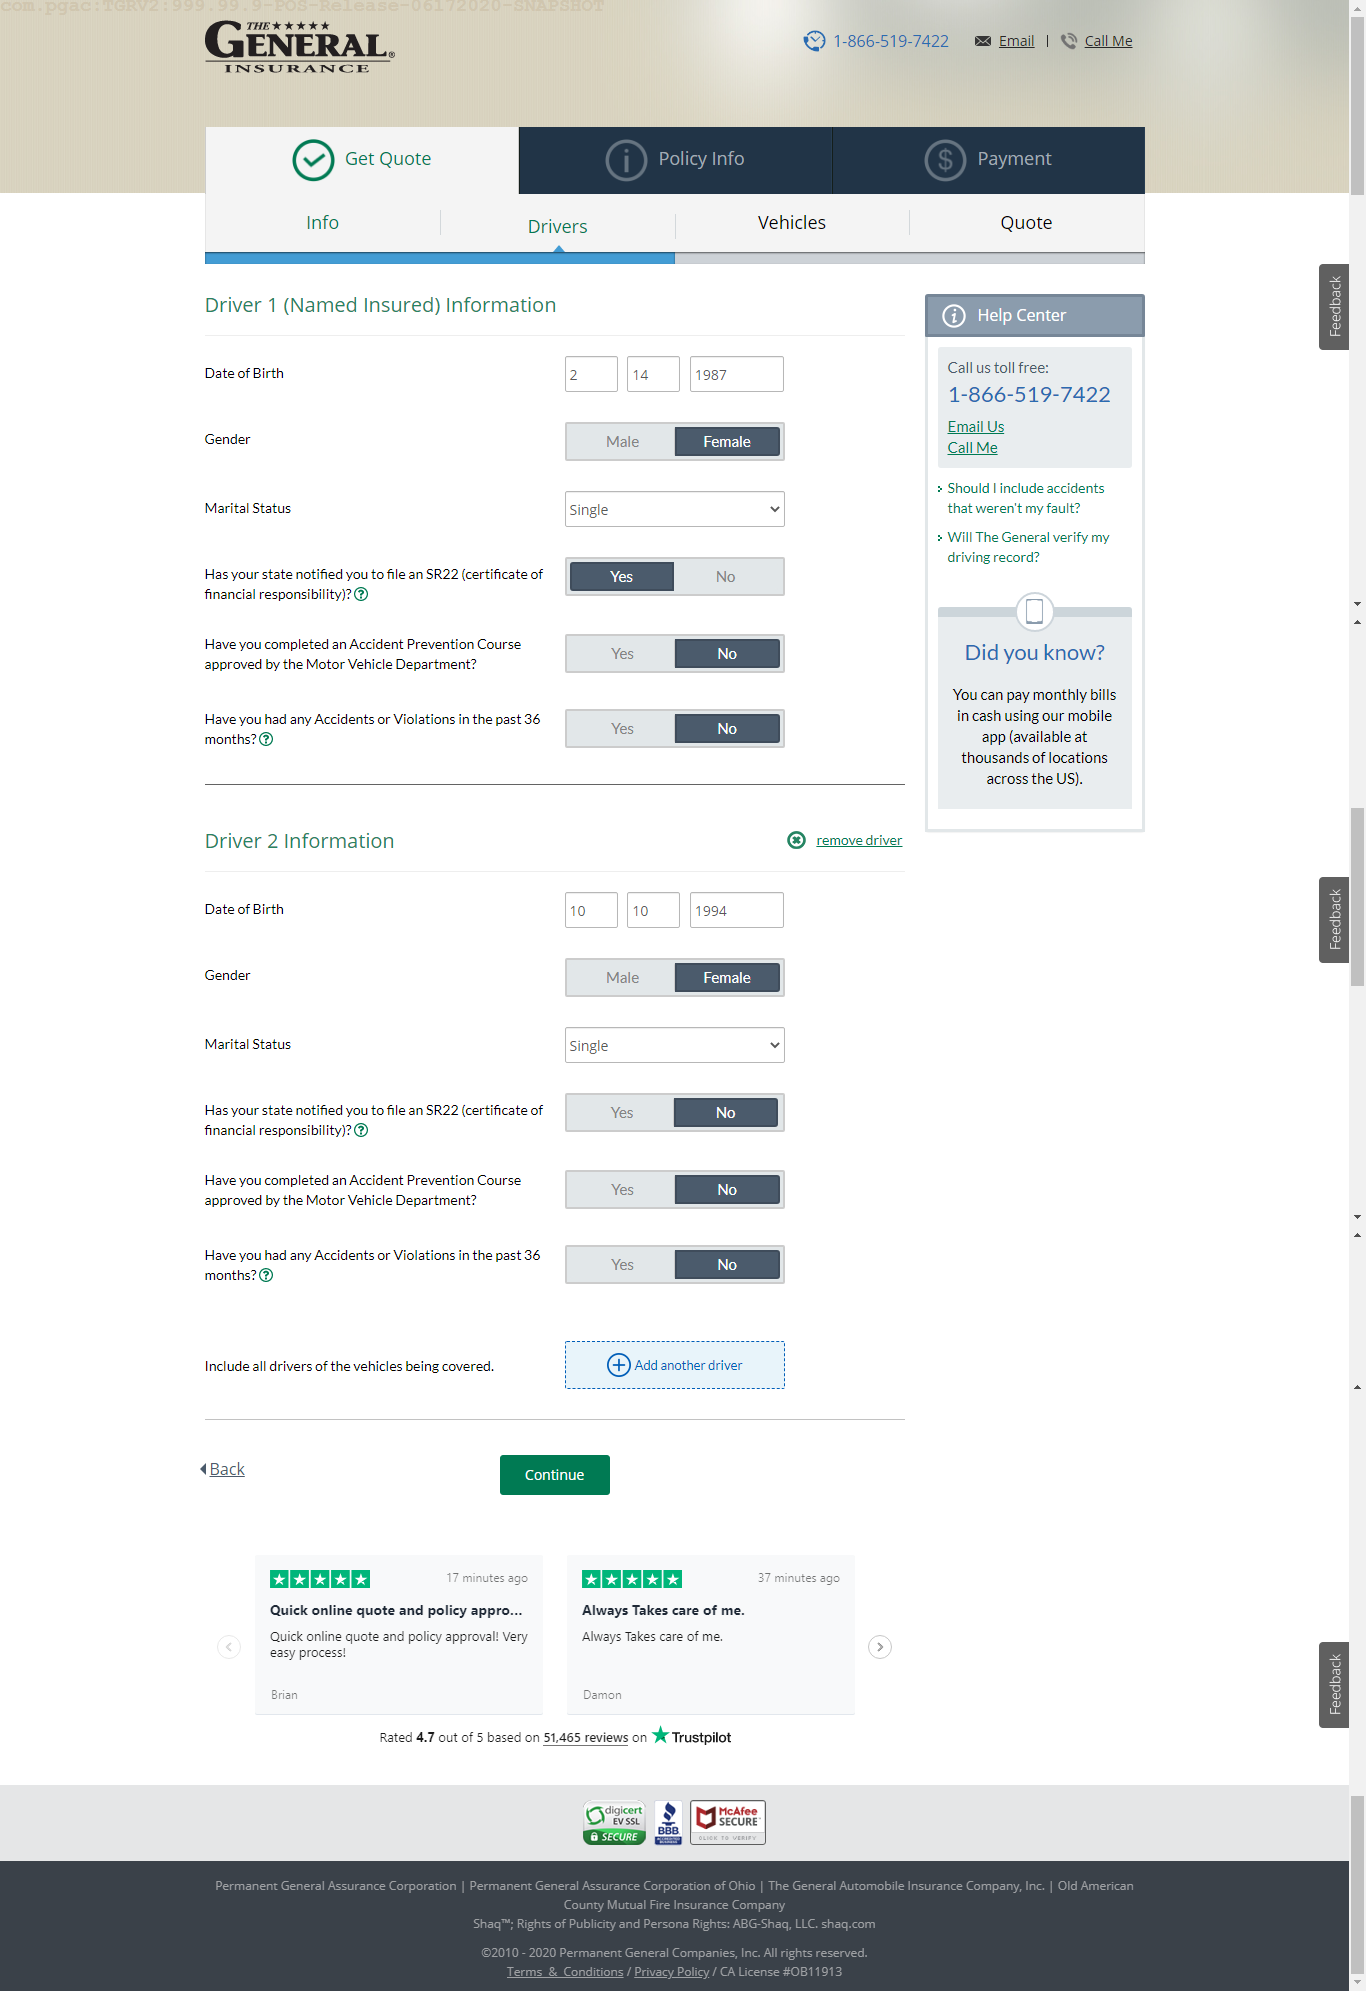 com.pgac:TGRV2:999.99.9-POS-Release-06172020-SNAPSHOT
THE
GENERAL®
INSURANCE
1-866-519-7422
Email | Call Me
Get Quote
Policy Info
Payment
Info
Drivers
Vehicles
Quote
Driver 1 (Named Insured) Information
Date of Birth
2 14 1987
Gender
Male Female
Marital Status
Single
Has your state notified you to file an SR22 (certificate of
financial responsibility)?
Yes No
Have you completed an Accident Prevention Course
approved by the Motor Vehicle Department?
Yes No
Have you had any Accidents or Violations in the past 36
months?
Yes No
Help Center
Call us toll free:
1-866-519-7422
Email Us
Call Me
Should I include accidents
that weren't my fault?
Will The General verify my
driving record?
Did you know?
You can pay monthly bills
in cash using our mobile
app (available at
thousands of locations
across the US).
Feedback
Driver 2 Information
remove driver
Date of Birth
10 10 1994
Gender
Male Female
Marital Status
Single
Has your state notified you to file an SR22 (certificate of
financial responsibility)?
Yes No
Have you completed an Accident Prevention Course
approved by the Motor Vehicle Department?
Yes No
Have you had any Accidents or Violations in the past 36
months?
Yes No
Feedback
Include all drivers of the vehicles being covered.
Add another driver
Back
Continue
17 minutes ago
Quick online quote and policy appro...
Quick online quote and policy approval! Very
easy process!
Brian
37 minutes ago
Always Takes care of me.
Always Takes care of me.
Damon
Feedback
Rated 4.7 out of 5 based on 51,465 reviews on Trustpilot
digicert
EV SSL
SECURE
BBB
ACCREDITED
BUSINESS
McAfee
SECURE
CLICK TO VERIFY
Permanent General Assurance Corporation | Permanent General Assurance Corporation of Ohio | The General Automobile Insurance Company, Inc. | Old American
County Mutual Fire Insurance Company
Shaq™; Rights of Publicity and Persona Rights: ABG-Shaq, LLC. shaq.com
©2010 - 2020 Permanent General Companies, Inc. All rights reserved.
Terms & Conditions / Privacy Policy / CA License #OB11913